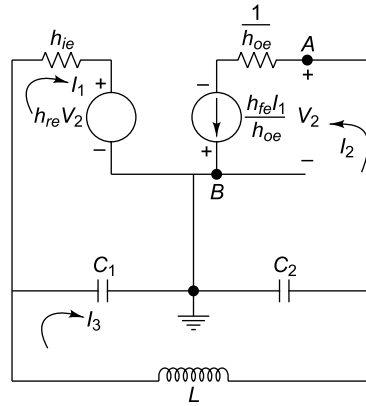 h_ie
1/h_oe
A
+
+
I_1
−
h_re V_2
h_fe I_1/h_oe
V_2
I_2
−
+
−
B
C_1
C_2
I_3
L